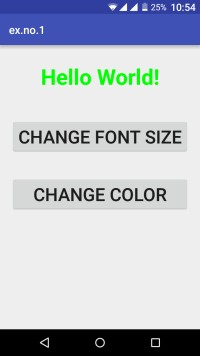 25% 10:54
ex.no.1
Hello World!
CHANGE FONT SIZE
CHANGE COLOR